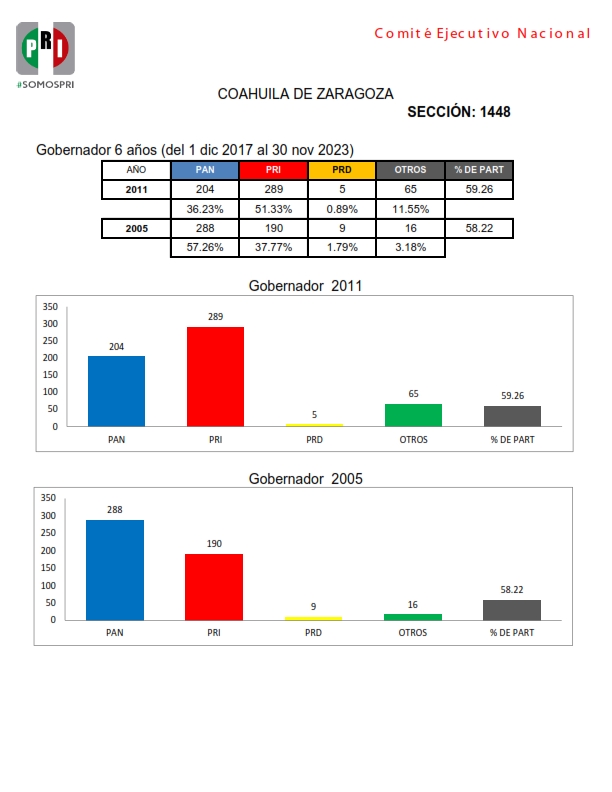 Comité Ejecutivo Nacional
PRI
#SOMOSPRI
COAHUILA DE ZARAGOZA
SECCIÓN: 1448
Gobernador 6 años (del 1 dic 2017 al 30 nov 2023)
AÑO PAN PRI PRD OTROS % DE PART
2011 204 289 5 65 59.26
36.23% 51.33% 0.89% 11.55%
2005 288 190 9 16 58.22
57.26% 37.77% 1.79% 3.18%
Gobernador 2011
350
300
250
200
150
100
50
0
204
289
5
65
59.26
PAN PRI PRD OTROS % DE PART
Gobernador 2005
350
300
250
200
150
100
50
0
288
190
9
16
58.22
PAN PRI PRD OTROS % DE PART